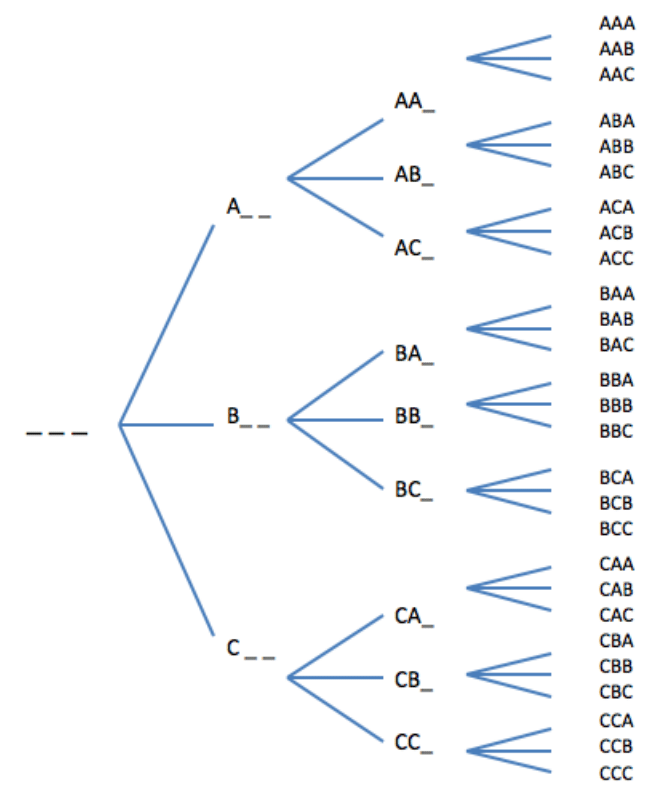 _ _ _
A_ _
B_ _
C_ _
AA_
AB_
AC_
BA_
BB_
BC_
CA_
CB_
CC_
AAA
AAB
AAC
ABA
ABB
ABC
ACA
ACB
ACC
BAA
BAB
BAC
BBA
BBB
BBC
BCA
BCB
BCC
CAA
CAB
CAC
CBA
CBB
CBC
CCA
CCB
CCC